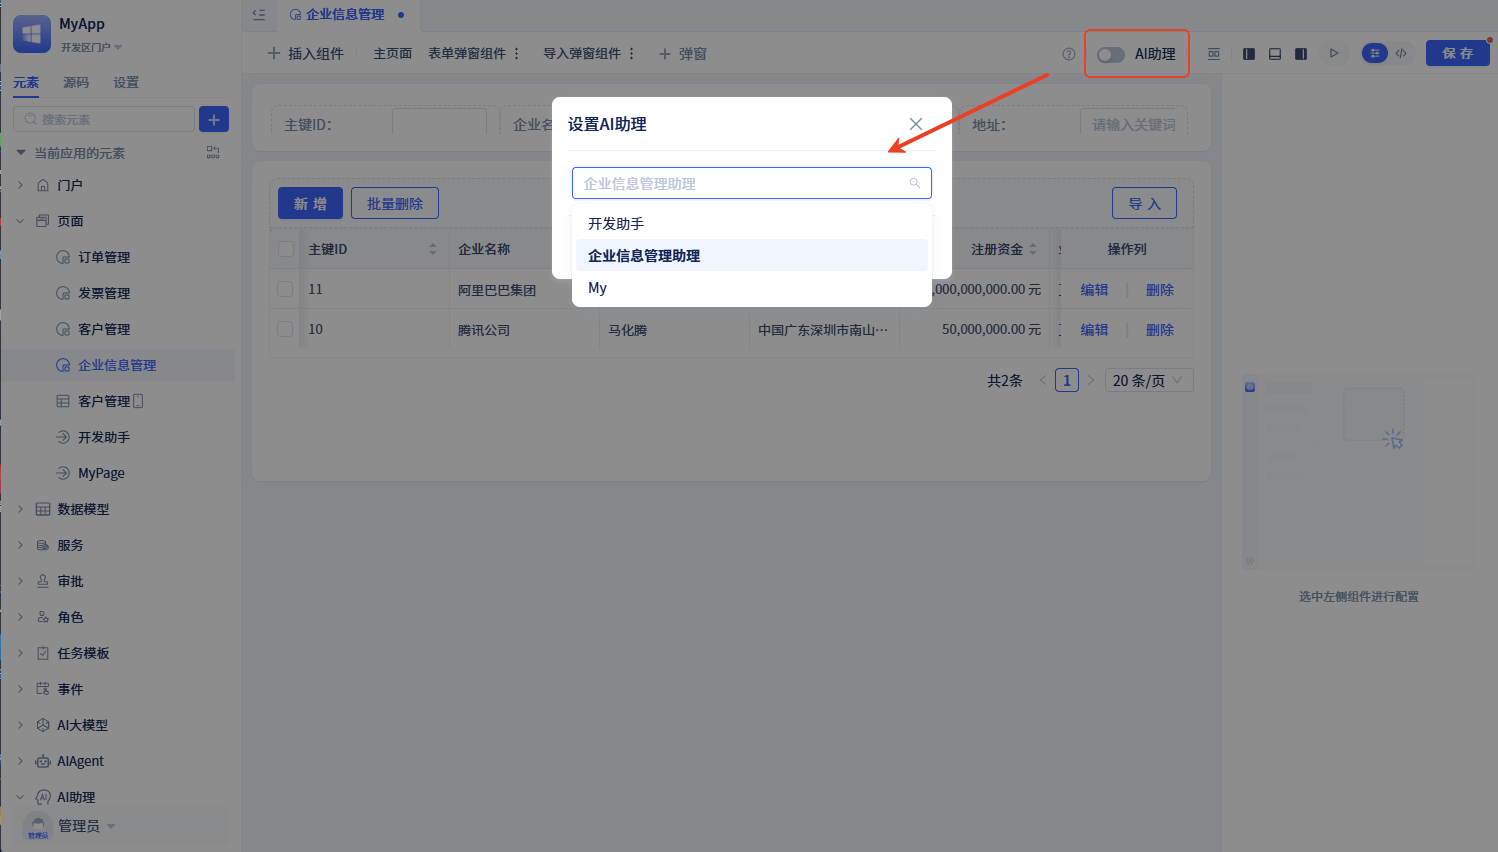 MyApp
开发区门户
元素 源码 设置
搜索元素
当前应用的元素
门户
页面
订单管理
发票管理
客户管理
企业信息管理
客户管理
开发助手
MyPage
数据模型
服务
审批
角色
任务模板
事件
AI大模型
AIAgent
AI助理
管理员
管理员
企业信息管理
插入组件 主页面 表单弹窗组件 导入弹窗组件 弹窗
AI助理
保 存
主键ID：
企业名
地址：
请输入关键词
新 增
批量删除
导 入
主键ID 企业名称 注册资金 操作列
11 阿里巴巴集团 ,000,000,000.00 元 编辑 删除
10 腾讯公司 马化腾 中国广东深圳市南山… 50,000,000.00 元 编辑 删除
共2条 1 20 条/页
设置AI助理
企业信息管理助理
开发助手
企业信息管理助理
My
选中左侧组件进行配置